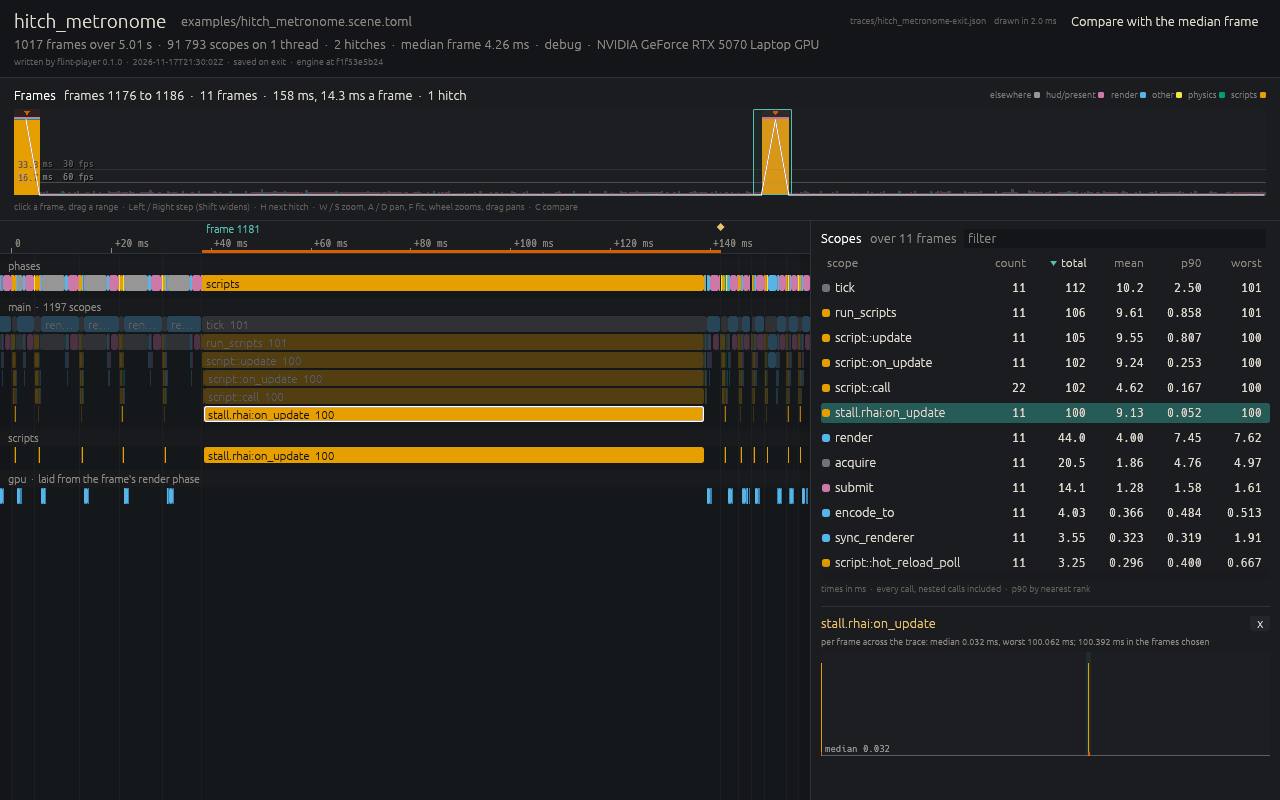 hitch_metronome examples/hitch_metronome.scene.toml traces/hitch_metronome-exit.json drawn in 2.0 ms Compare with the median frame
1017 frames over 5.01 s · 91 793 scopes on 1 thread · 2 hitches · median frame 4.26 ms · debug · NVIDIA GeForce RTX 5070 Laptop GPU
written by flint-player 0.1.0 · 2026-11-17T21:30:02Z · saved on exit · engine at f1f53e5b24
Frames frames 1176 to 1186 · 11 frames · 158 ms, 14.3 ms a frame · 1 hitch elsewhere hud/present render other physics scripts
33.3 ms 30 fps
16.7 ms 60 fps
click a frame, drag a range · Left / Right step (Shift widens) · H next hitch · W / S zoom, A / D pan, F fit, wheel zooms, drag pans · C compare
frame 1181
0 +20 ms +40 ms +60 ms +80 ms +100 ms +120 ms +140 ms
phases
scripts
main · 1197 scopes
ren... re... ren... re... tick 101
run_scripts 101
script::update 100
script::on_update 100
script::call 100
stall.rhai:on_update 100
scripts
stall.rhai:on_update 100
gpu · laid from the frame's render phase
Scopes over 11 frames filter
scope count total mean p90 worst
tick 11 112 10.2 2.50 101
run_scripts 11 106 9.61 0.858 101
script::update 11 105 9.55 0.807 100
script::on_update 11 102 9.24 0.253 100
script::call 22 102 4.62 0.167 100
stall.rhai:on_update 11 100 9.13 0.052 100
render 11 44.0 4.00 7.45 7.62
acquire 11 20.5 1.86 4.76 4.97
submit 11 14.1 1.28 1.58 1.61
encode_to 11 4.03 0.366 0.484 0.513
sync_renderer 11 3.55 0.323 0.319 1.91
script::hot_reload_poll 11 3.25 0.296 0.400 0.667
times in ms · every call, nested calls included · p90 by nearest rank
stall.rhai:on_update x
per frame across the trace: median 0.032 ms, worst 100.062 ms; 100.392 ms in the frames chosen
median 0.032